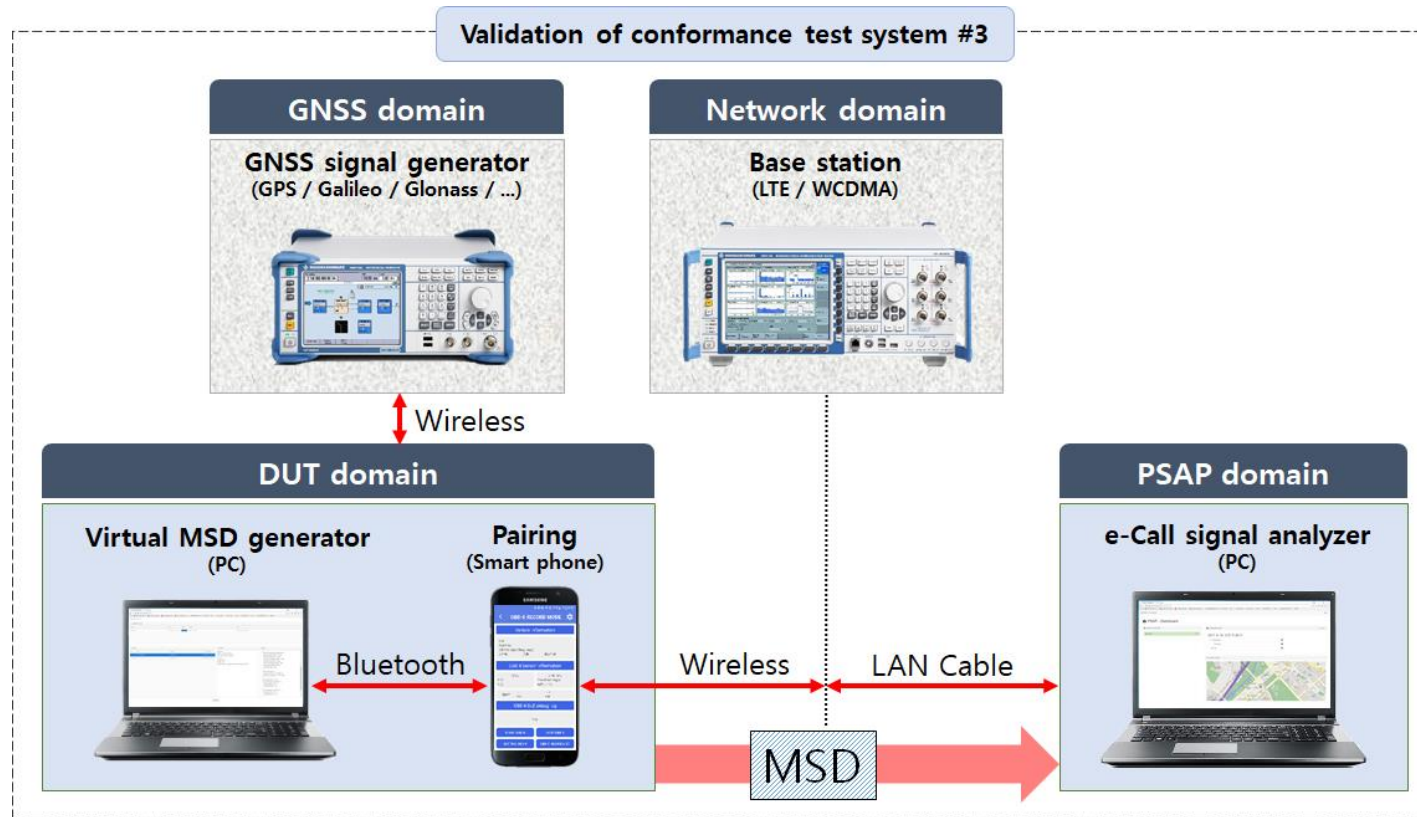 Validation of conformance test system #3
GNSS domain
GNSS signal generator
(GPS / Galileo / Glonass / ...)
Network domain
Base station
(LTE / WCDMA)
Wireless
DUT domain
Virtual MSD generator
(PC)
Pairing
(Smart phone)
SAMSUNG
Bluetooth
Wireless
LAN Cable
MSD
PSAP domain
e-Call signal analyzer
(PC)